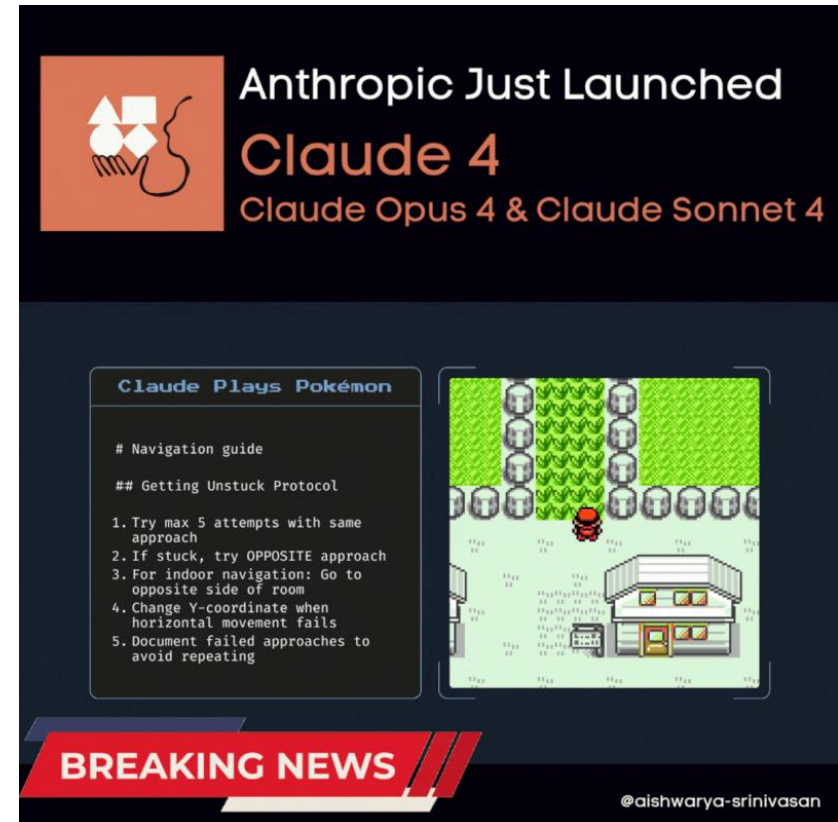 Anthropic Just Launched
Claude 4
Claude Opus 4 & Claude Sonnet 4
Claude Plays Pokémon
# Navigation guide
## Getting Unstuck Protocol
1. Try max 5 attempts with same
approach
2. If stuck, try OPPOSITE approach
3. For indoor navigation: Go to
opposite side of room
4. Change Y-coordinate when
horizontal movement fails
5. Document failed approaches to
avoid repeating
BREAKING NEWS
@aishwarya-srinivasan